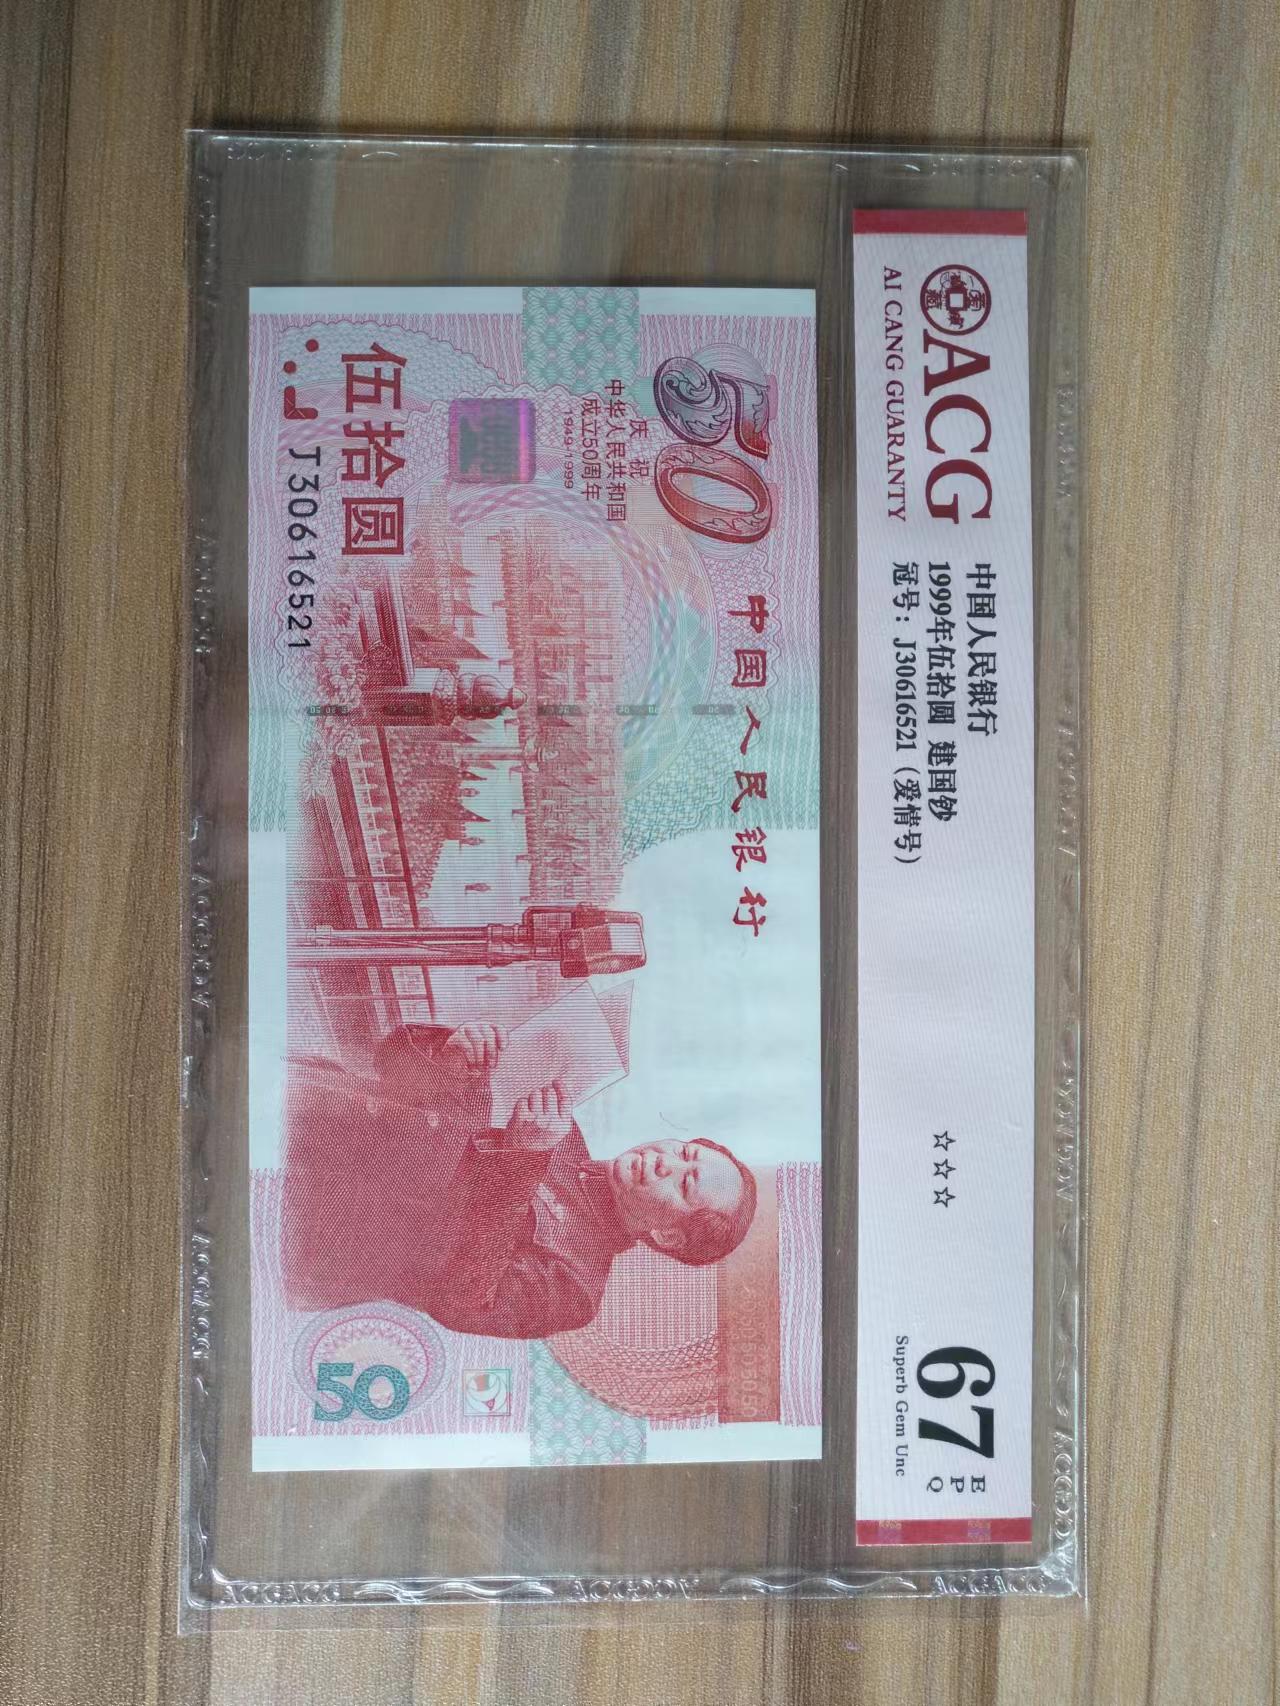 ACG
AI CANG GUARANTY
中国人民银行
1999年伍拾圆 建国钞
冠号：J30616521（爱情号）
☆☆☆
67
EPQ
Superb Gem Unc
50
中国人民银行
庆祝
中华人民共和国
成立50周年
1949-1999
伍拾圆
J30616521
50
ACGACG